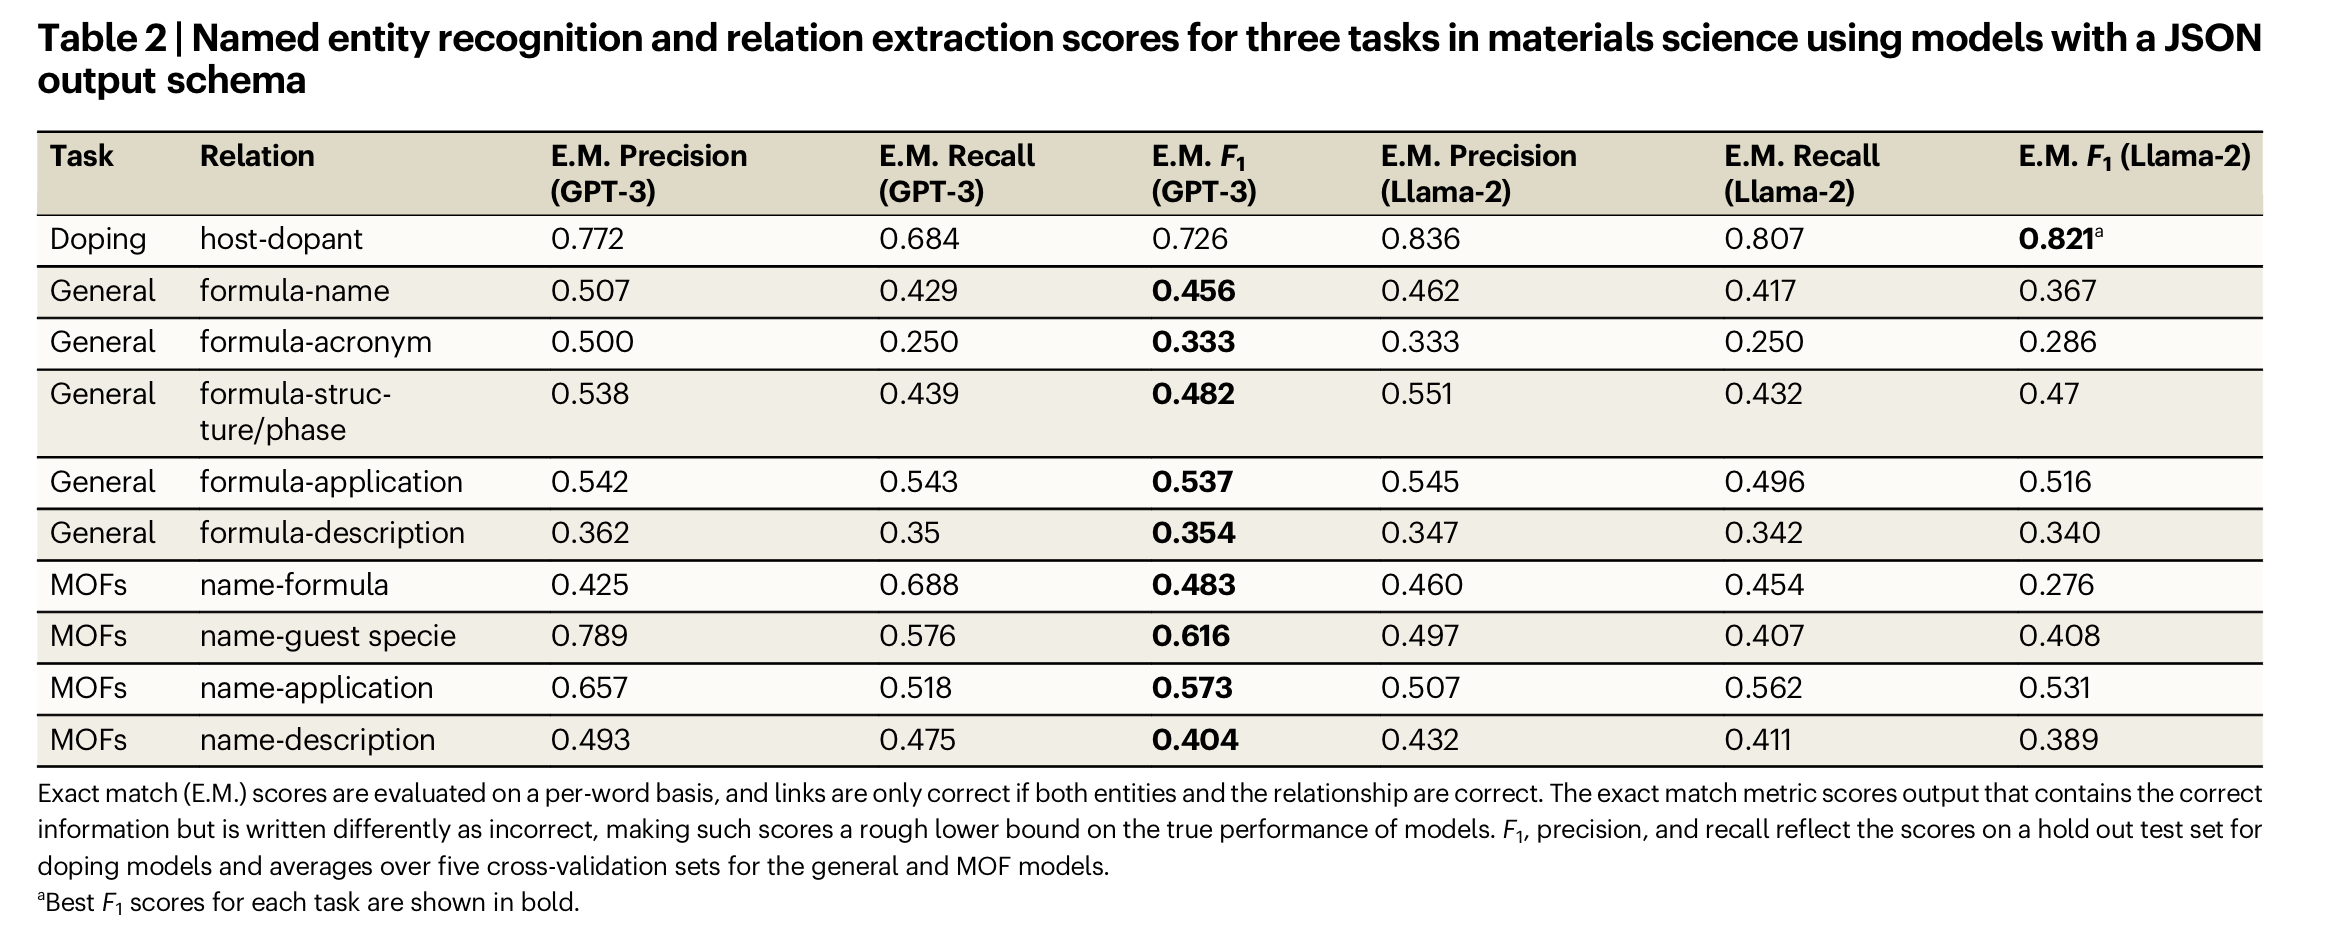 Table 2 | Named entity recognition and relation extraction scores for three tasks in materials science using models with a JSON
output schema
Task Relation E.M. Precision (GPT-3) E.M. Recall (GPT-3) E.M. F1 (GPT-3) E.M. Precision (Llama-2) E.M. Recall (Llama-2) E.M. F1 (Llama-2)
Doping host-dopant 0.772 0.684 0.726 0.836 0.807 0.821a
General formula-name 0.507 0.429 0.456 0.462 0.417 0.367
General formula-acronym 0.500 0.250 0.333 0.333 0.250 0.286
General formula-struc- 0.538 0.439 0.482 0.551 0.432 0.47
ture/phase
General formula-application 0.542 0.543 0.537 0.545 0.496 0.516
General formula-description 0.362 0.35 0.354 0.347 0.342 0.340
MOFs name-formula 0.425 0.688 0.483 0.460 0.454 0.276
MOFs name-guest specie 0.789 0.576 0.616 0.497 0.407 0.408
MOFs name-application 0.657 0.518 0.573 0.507 0.562 0.531
MOFs name-description 0.493 0.475 0.404 0.432 0.411 0.389
Exact match (E.M.) scores are evaluated on a per-word basis, and links are only correct if both entities and the relationship are correct. The exact match metric scores output that contains the correct
information but is written differently as incorrect, making such scores a rough lower bound on the true performance of models. F1, precision, and recall reflect the scores on a hold out test set for
doping models and averages over five cross-validation sets for the general and MOF models.
aBest F1 scores for each task are shown in bold.